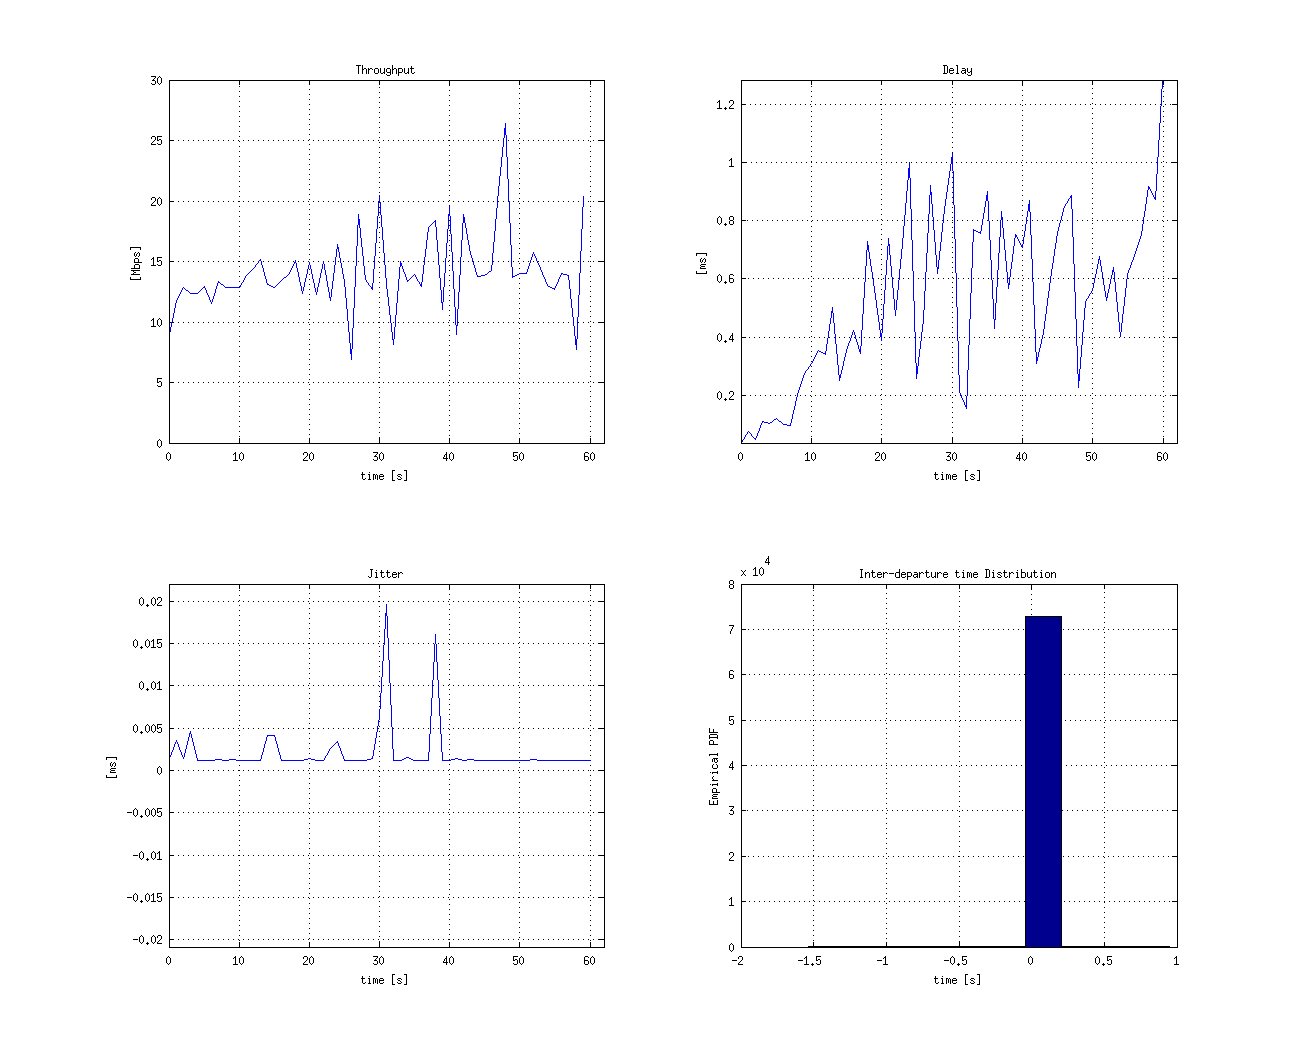 Throughput
30
25
20
15
10
5
0
[Mbps]
0 10 20 30 40 50 60
time [s]
Delay
1.2
1
0.8
0.6
0.4
0.2
[ms]
0 10 20 30 40 50 60
time [s]
Jitter
0.02
0.015
0.01
0.005
0
-0.005
-0.01
-0.015
-0.02
[ms]
0 10 20 30 40 50 60
time [s]
x 10 4
Inter-departure time Distribution
8
7
6
5
4
3
2
1
0
Empirical PDF
-2 -1.5 -1 -0.5 0 0.5 1
time [s]